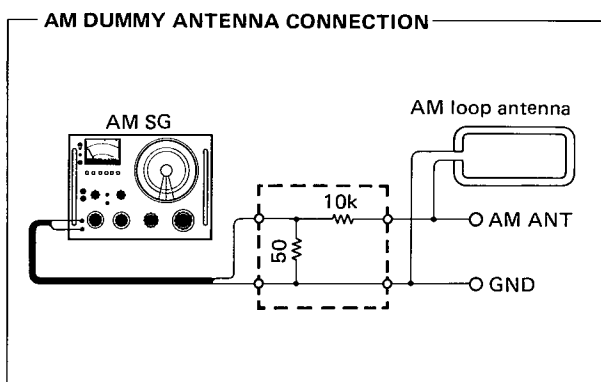 AM DUMMY ANTENNA CONNECTION
AM loop antenna
AM SG
10k
AM ANT
50
GND